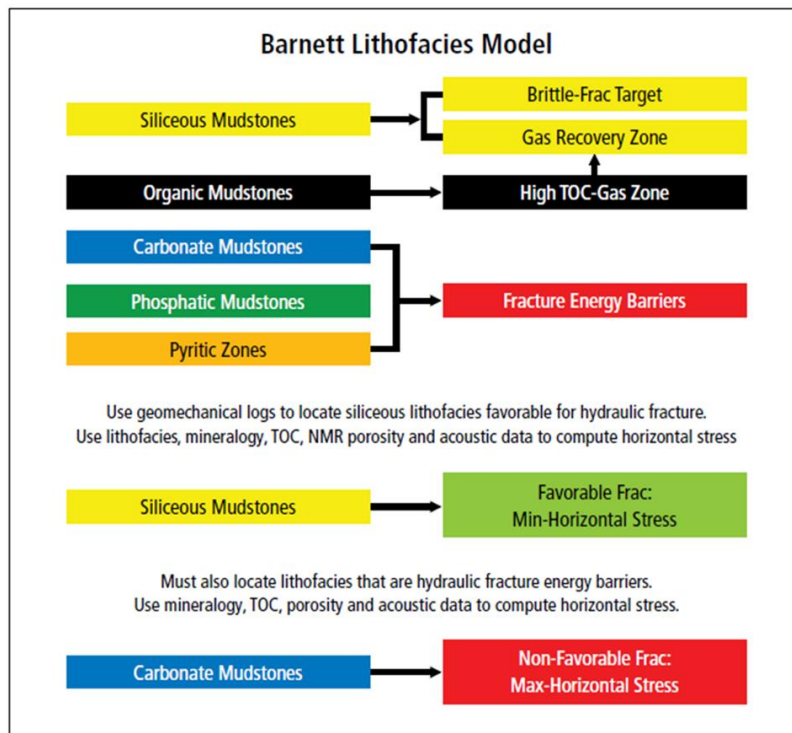 Barnett Lithofacies Model
Siliceous Mudstones
Brittle-Frac Target
Gas Recovery Zone
Organic Mudstones
High TOC-Gas Zone
Carbonate Mudstones
Phosphatic Mudstones
Pyritic Zones
Fracture Energy Barriers
Use geomechanical logs to locate siliceous lithofacies favorable for hydraulic fracture.
Use lithofacies, mineralogy, TOC, NMR porosity and acoustic data to compute horizontal stress
Siliceous Mudstones
Favorable Frac:
Min-Horizontal Stress
Must also locate lithofacies that are hydraulic fracture energy barriers.
Use mineralogy, TOC, porosity and acoustic data to compute horizontal stress.
Carbonate Mudstones
Non-Favorable Frac:
Max-Horizontal Stress